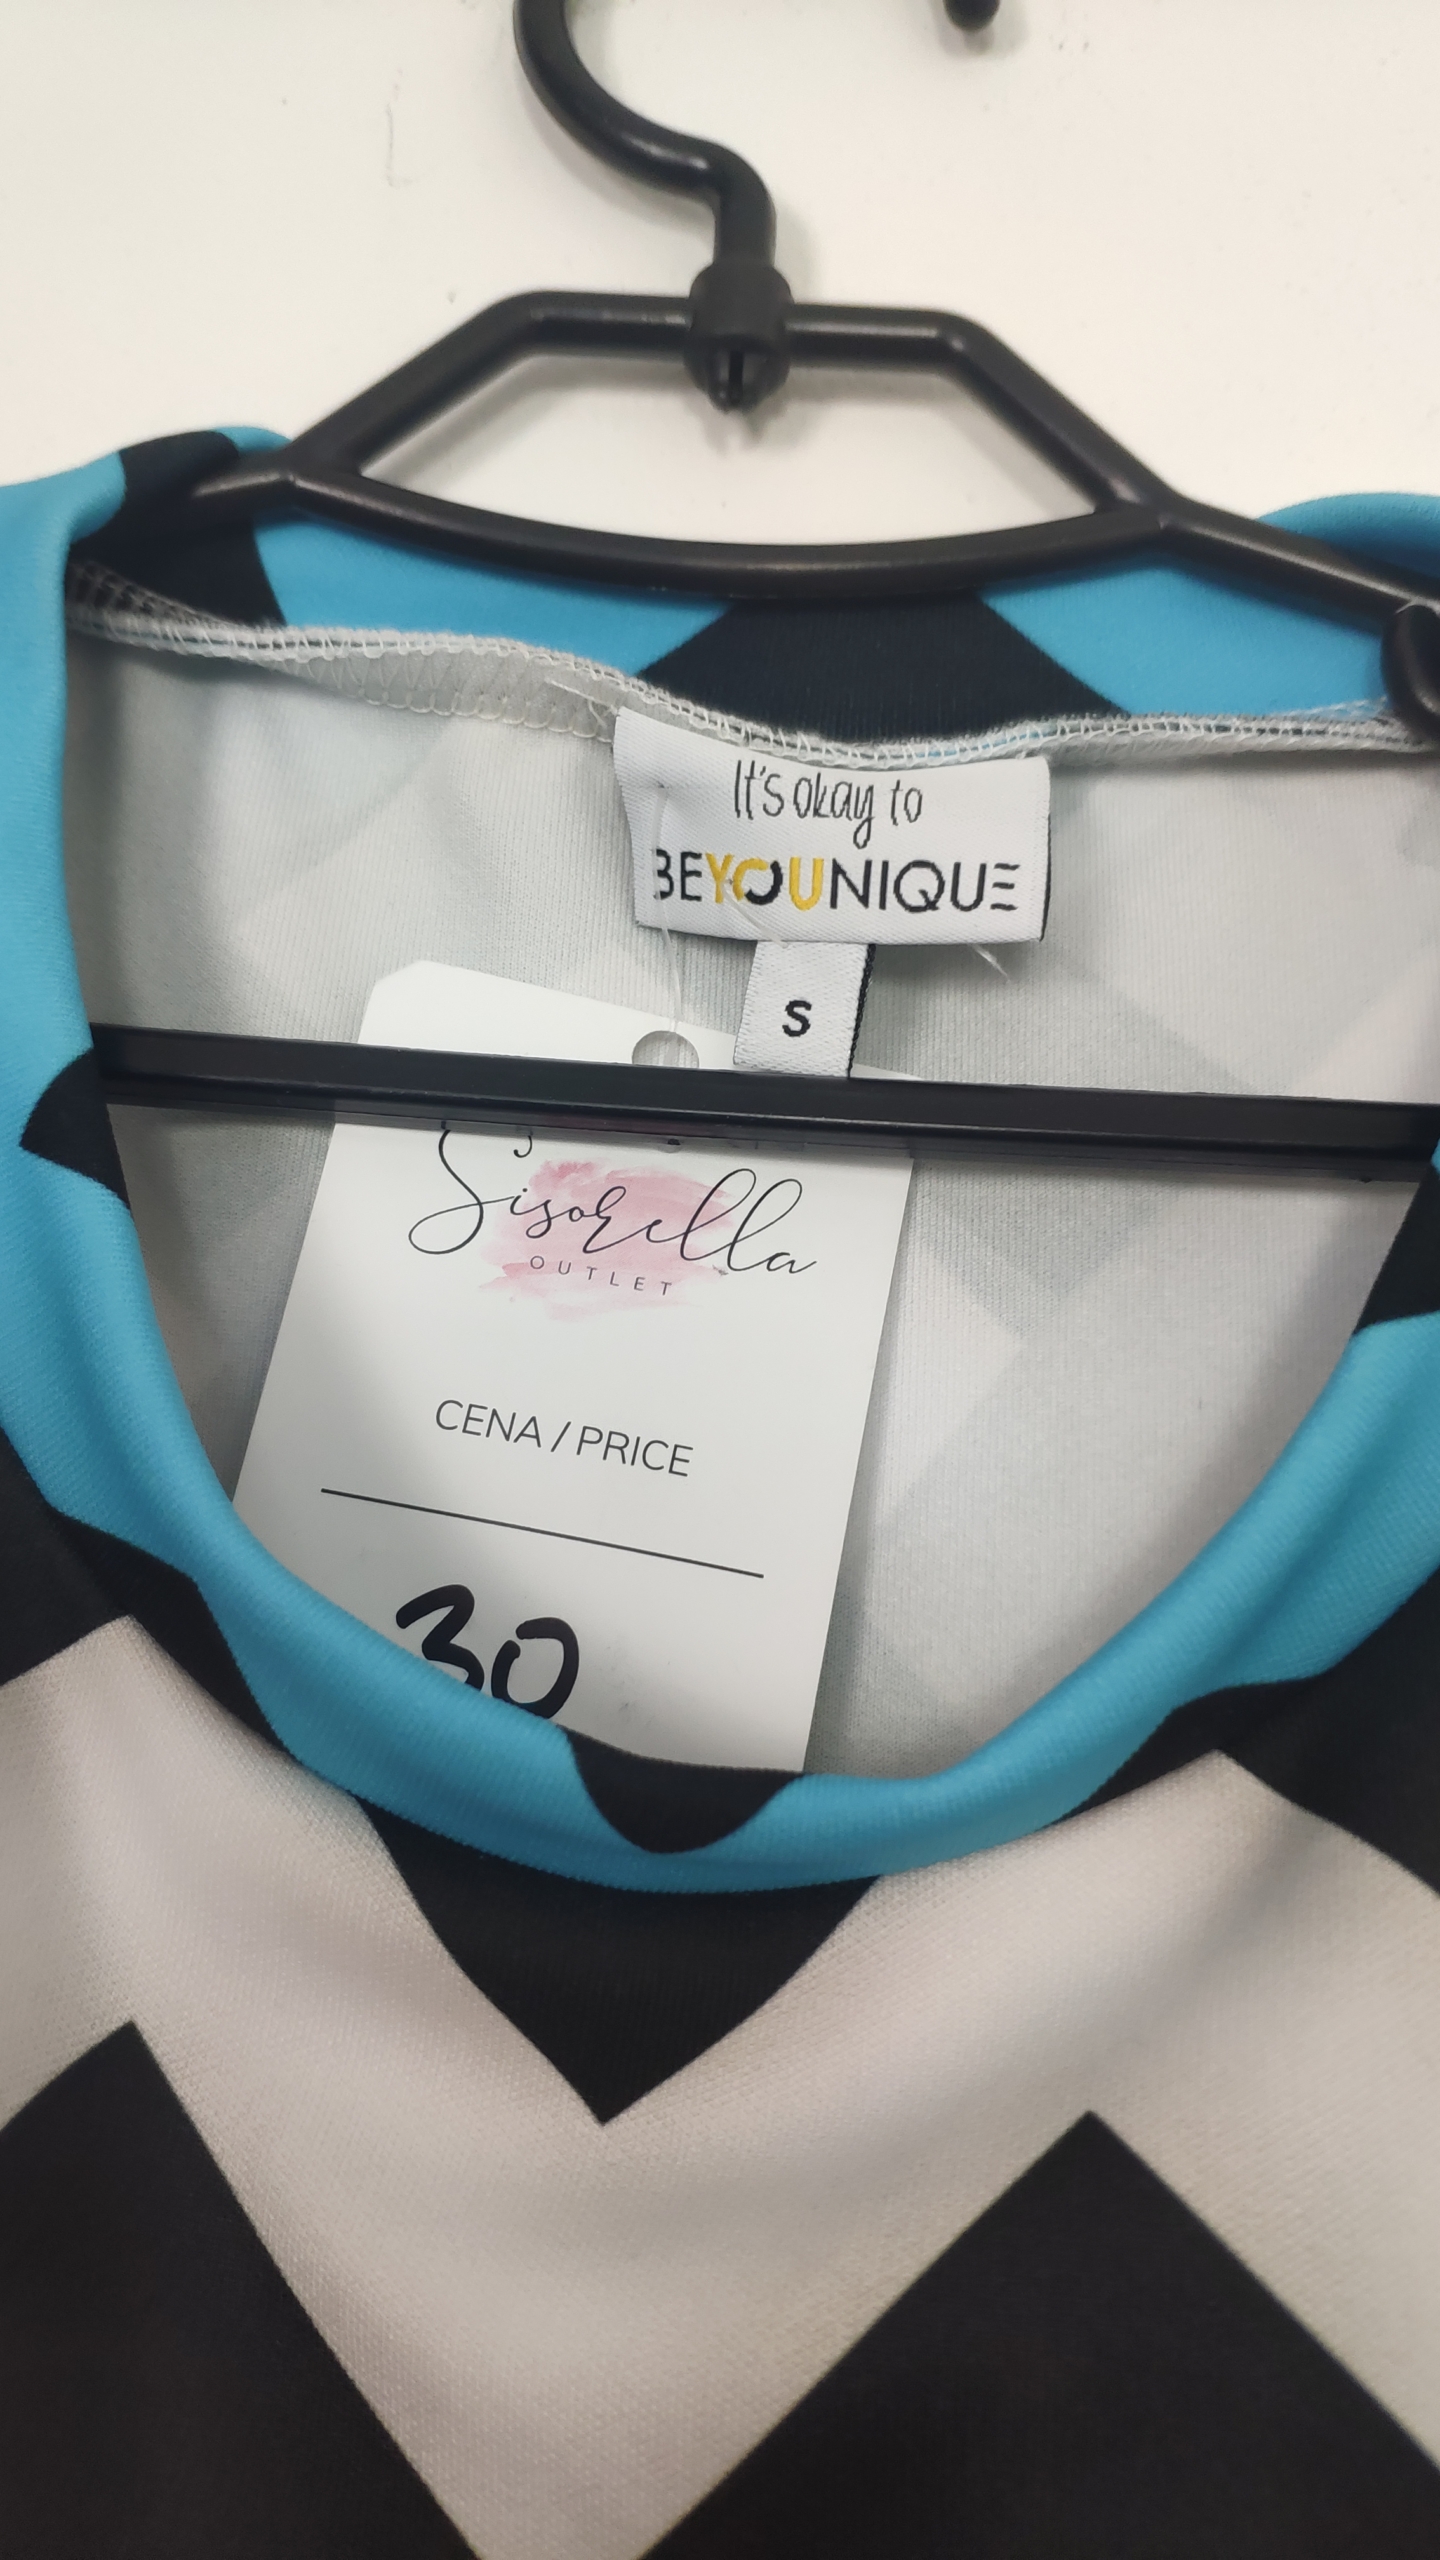 It's okay to
BEYOUNIQUE
S
Sisorella
OUTLET
CENA / PRICE
30